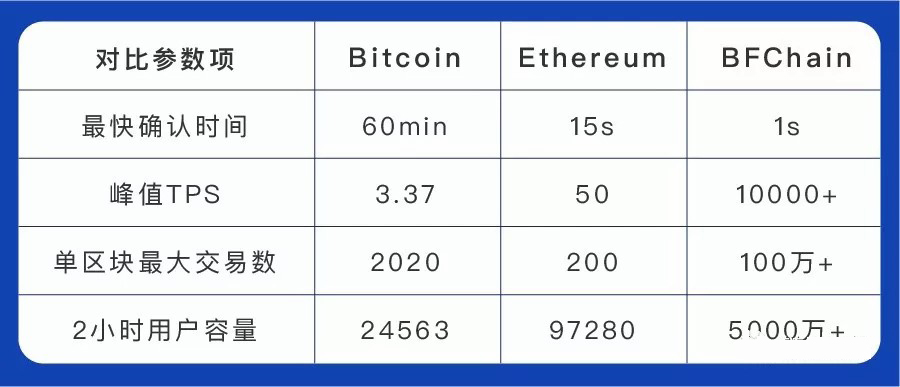 对比参数项 Bitcoin Ethereum BFChain
最快确认时间 60min 15s 1s
峰值TPS 3.37 50 10000+
单区块最大交易数 2020 200 100万+
2小时用户容量 24563 97280 5000万+